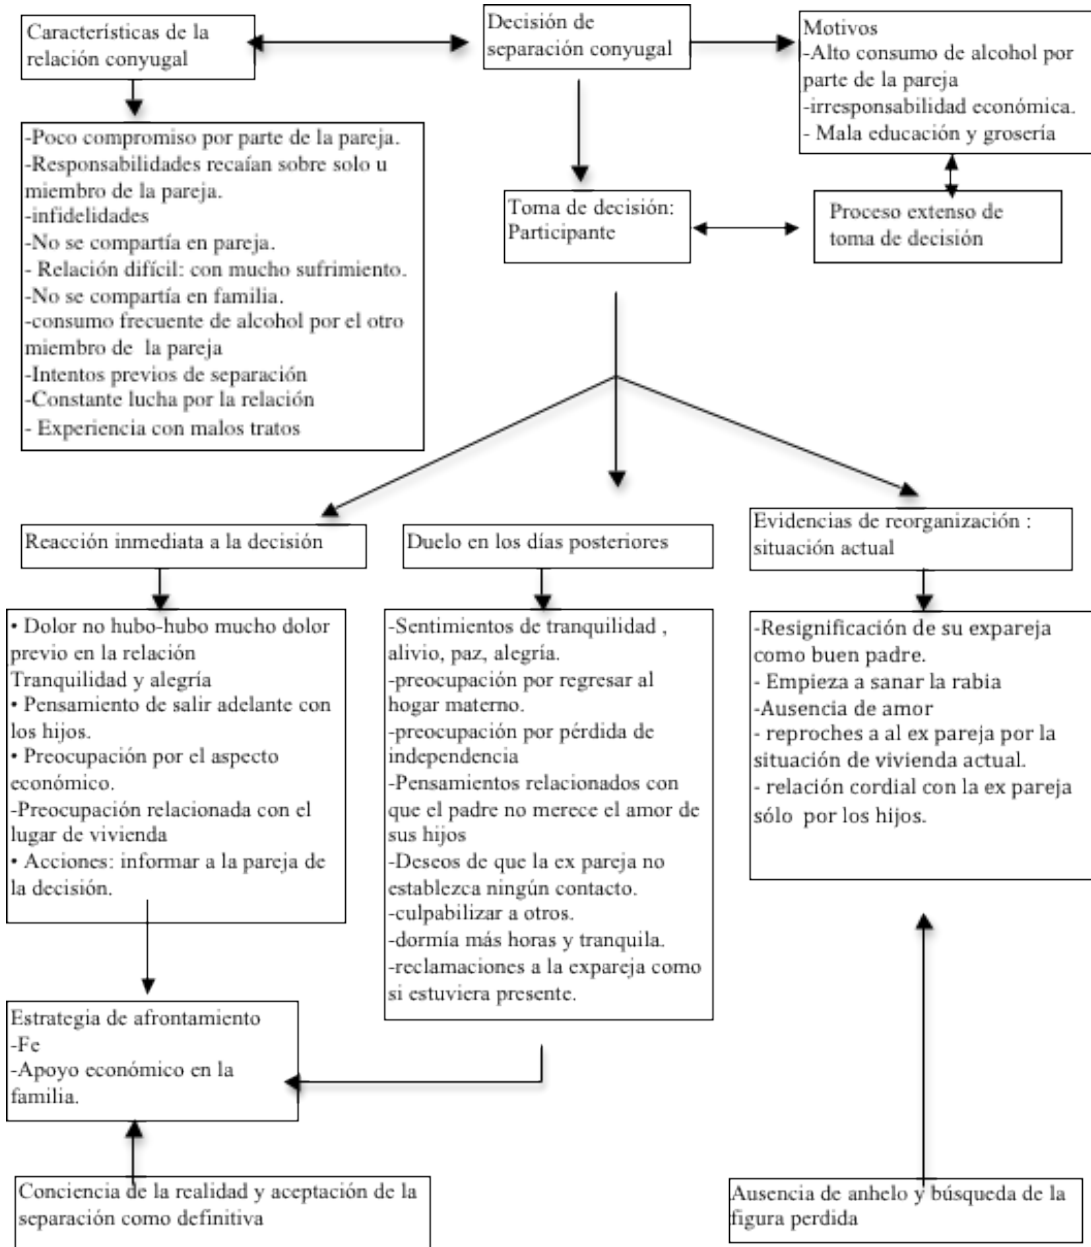 Características de la
relación conyugal
Decisión de
separación conyugal
Motivos
-Alto consumo de alcohol por
parte de la pareja
-irresponsabilidad económica.
- Mala educación y grosería
-Poco compromiso por parte de la pareja.
-Responsabilidades recaían sobre solo u
miembro de la pareja.
-infidelidades
-No se compartía en pareja.
- Relación difícil: con mucho sufrimiento.
-No se compartía en familia.
-consumo frecuente de alcohol por el otro
miembro de la pareja
-Intentos previos de separación
-Constante lucha por la relación
- Experiencia con malos tratos
Toma de decisión:
Participante
Proceso extenso de
toma de decisión
Reacción inmediata a la decisión
Duelo en los días posteriores
Evidencias de reorganización :
situación actual
• Dolor no hubo-hubo mucho dolor
previo en la relación
Tranquilidad y alegría
• Pensamiento de salir adelante con
los hijos.
• Preocupación por el aspecto
económico.
-Preocupación relacionada con el
lugar de vivienda
• Acciones: informar a la pareja de
la decisión.
-Sentimientos de tranquilidad ,
alivio, paz, alegría.
-preocupación por regresar al
hogar materno.
-preocupación por pérdida de
independencia
-Pensamientos relacionados con
que el padre no merece el amor de
sus hijos
-Deseos de que la ex pareja no
establezca ningún contacto.
-culpabilizar a otros.
-dormía más horas y tranquila.
-reclamaciones a la expareja como
si estuviera presente.
-Resignificación de su expareja
como buen padre.
- Empieza a sanar la rabia
-Ausencia de amor
- reproches a al ex pareja por la
situación de vivienda actual.
- relación cordial con la ex pareja
sólo por los hijos.
Estrategia de afrontamiento
-Fe
-Apoyo económico en la
familia.
Conciencia de la realidad y aceptación de la
separación como definitiva
Ausencia de anhelo y búsqueda de la
figura perdida